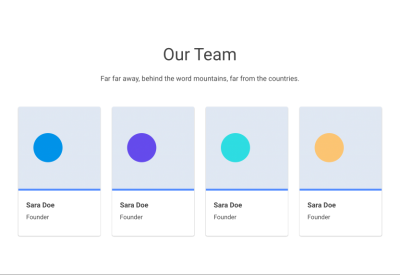 Our Team
Far far away, behind the word mountains, far from the countries.
Sara Doe
Founder
Sara Doe
Founder
Sara Doe
Founder
Sara Doe
Founder